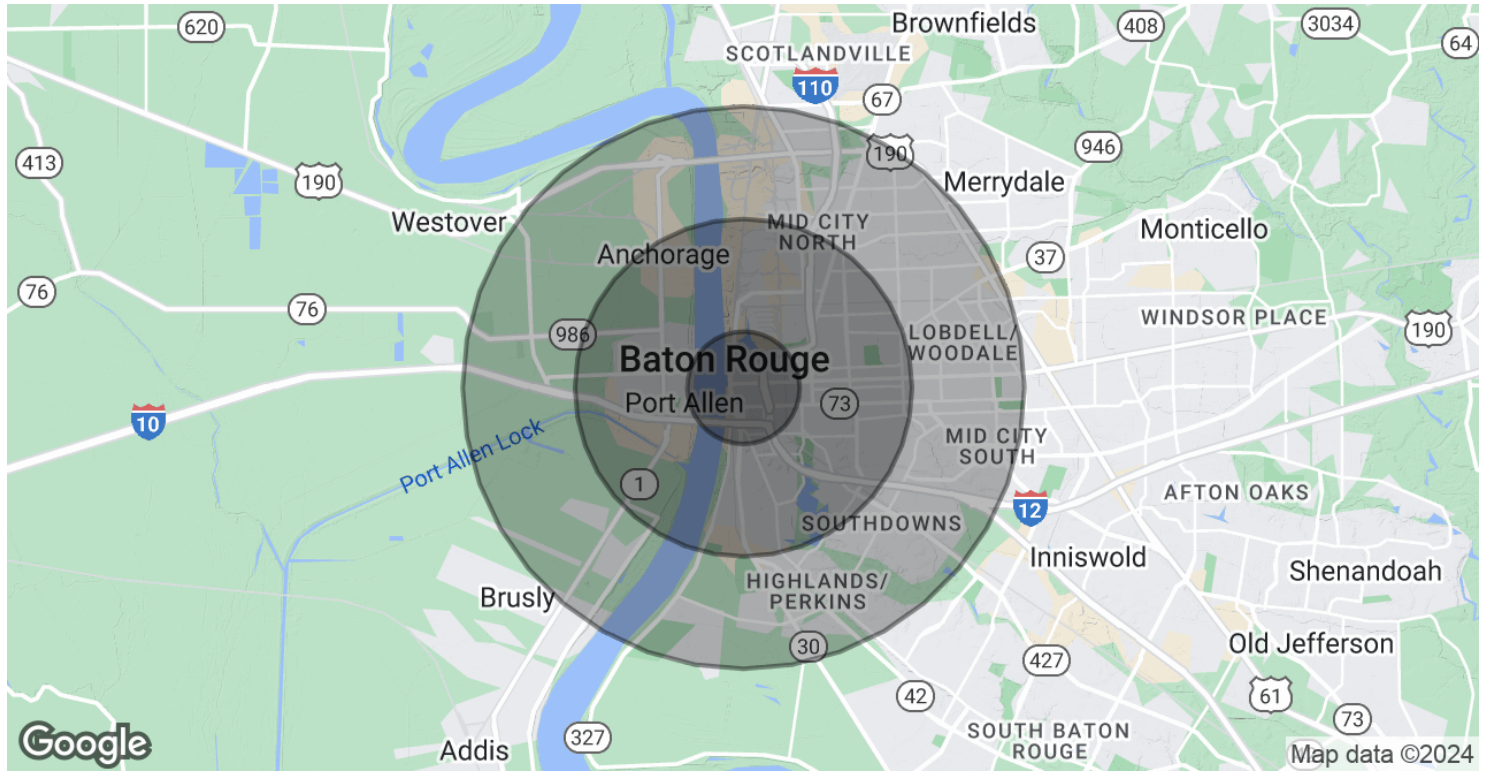 620
Brownfields
408
3034
64
SCOTLANDVILLE
110
67
413
190
190
946
Merrydale
Westover
MID CITY
NORTH
Monticello
Anchorage
37
76
76
986
LOBDELL/
WOODALE
WINDSOR PLACE
190
Baton Rouge
Port Allen
73
10
Port Allen Lock
MID CITY
SOUTH
1
AFTON OAKS
12
SOUTHDOWNS
Inniswold
Shenandoah
Brusly
HIGHLANDS/
PERKINS
30
Old Jefferson
427
42
61
73
327
Addis
SOUTH BATON
ROUGE
Google
Map data ©2024